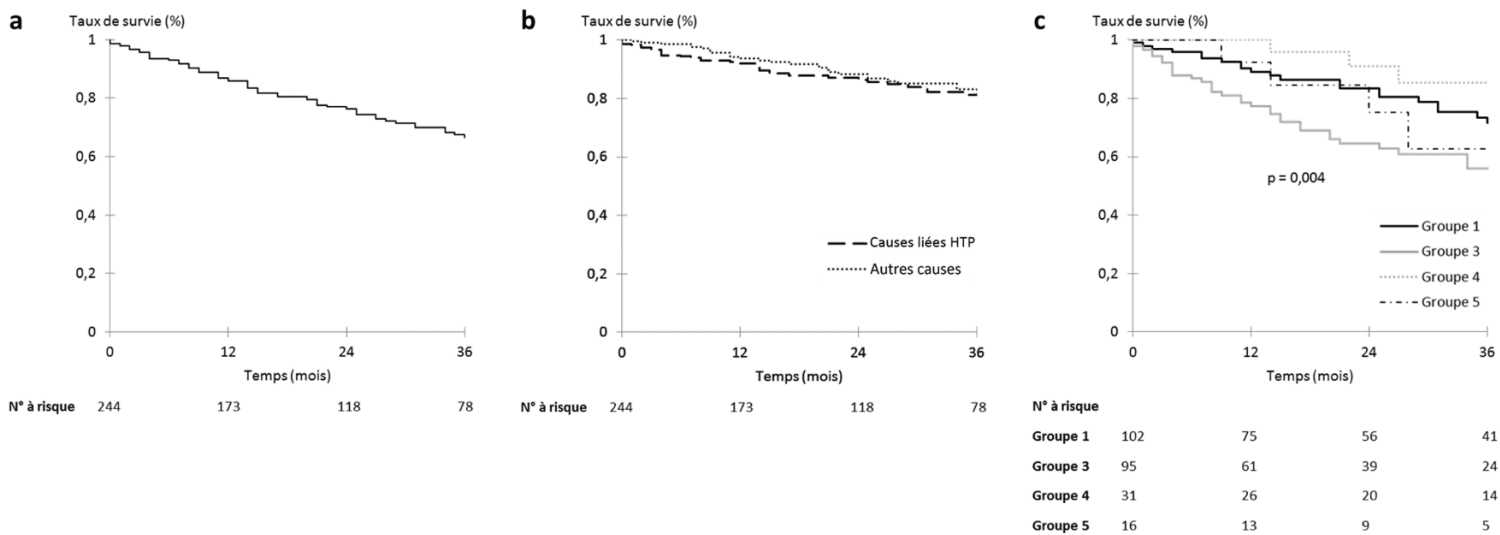 a
Taux de survie (%)
1
0,8
0,6
0,4
0,2
0
0 12 24 36
Temps (mois)
N° à risque 244 173 118 78
b
Taux de survie (%)
1
0,8
0,6
0,4
0,2
0
Causes liées HTP
Autres causes
0 12 24 36
Temps (mois)
N° à risque 244 173 118 78
c
Taux de survie (%)
1
0,8
0,6
0,4
0,2
0
p = 0,004
Groupe 1
Groupe 3
Groupe 4
Groupe 5
0 12 24 36
Temps (mois)
N° à risque
Groupe 1 102 75 56 41
Groupe 3 95 61 39 24
Groupe 4 31 26 20 14
Groupe 5 16 13 9 5